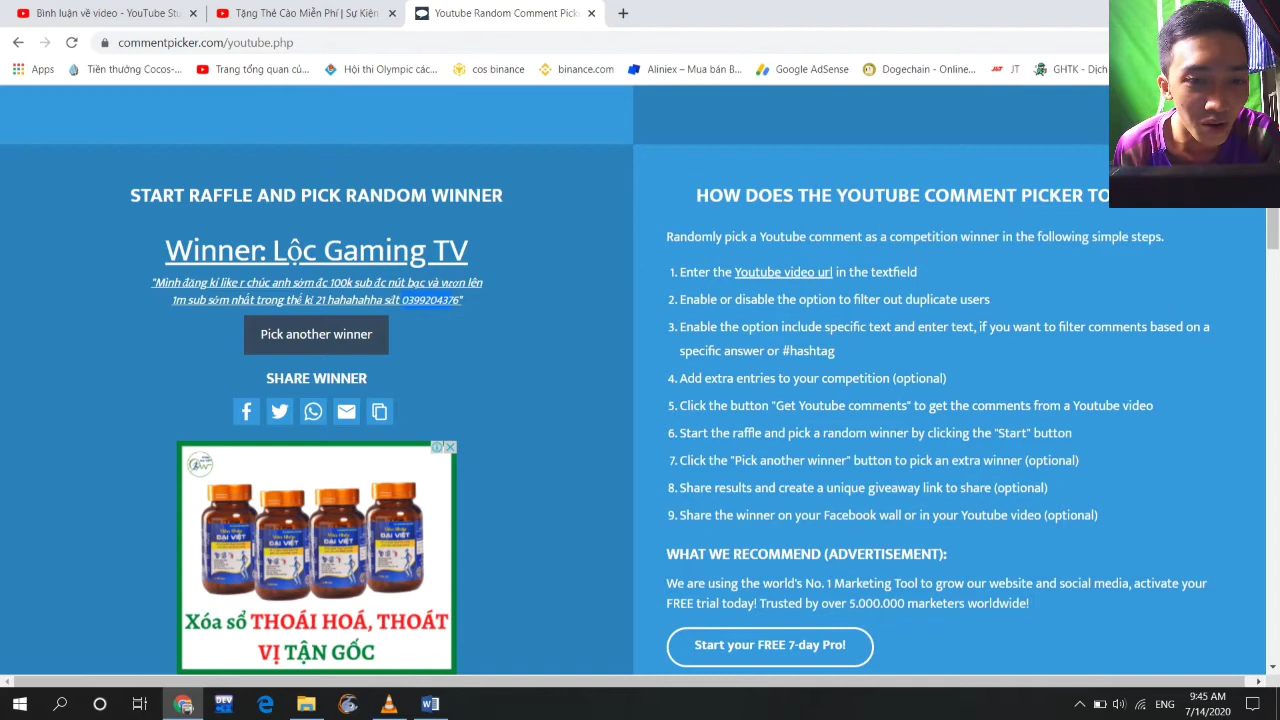 Bình luận về video - YouTube Stu
Tặng Thẻ Cào Miễn Phí | Sự Kiện
Youtube Random Comment Pick
commentpicker.com/youtube.php
Apps
Tiền thưởng Cocos-...
Trang tổng quan củ...
Hội thi Olympic các...
cos binance
binance.com
Aliniex – Mua bán B...
Google AdSense
Dogechain - Online...
JT
GHTK - Dịch
START RAFFLE AND PICK RANDOM WINNER
Winner: Lộc Gaming TV
"Mình đăng kí like r chúc anh sớm đc 100k sub đc nút bạc và vươn lên
1m sub sớm nhất trong thế kỉ 21 hahahahha sđt 0399204376"
Pick another winner
SHARE WINNER
ĐẠI VIỆT
ĐẠI VIỆT
ĐẠI VIỆT
ĐẠI VIỆT
Xóa sổ THOÁI HOÁ, THOÁT
VỊ TẬN GỐC
HOW DOES THE YOUTUBE COMMENT PICKER TO
Randomly pick a Youtube comment as a competition winner in the following simple steps.
1. Enter the Youtube video url in the textfield
2. Enable or disable the option to filter out duplicate users
3. Enable the option include specific text and enter text, if you want to filter comments based on a
specific answer or #hashtag
4. Add extra entries to your competition (optional)
5. Click the button "Get Youtube comments" to get the comments from a Youtube video
6. Start the raffle and pick a random winner by clicking the "Start" button
7. Click the "Pick another winner" button to pick an extra winner (optional)
8. Share results and create a unique giveaway link to share (optional)
9. Share the winner on your Facebook wall or in your Youtube video (optional)
WHAT WE RECOMMEND (ADVERTISEMENT):
We are using the world's No. 1 Marketing Tool to grow our website and social media, activate your
FREE trial today! Trusted by over 5.000.000 marketers worldwide!
Start your FREE 7-day Pro!
DEV
ENG
9:45 AM
7/14/2020